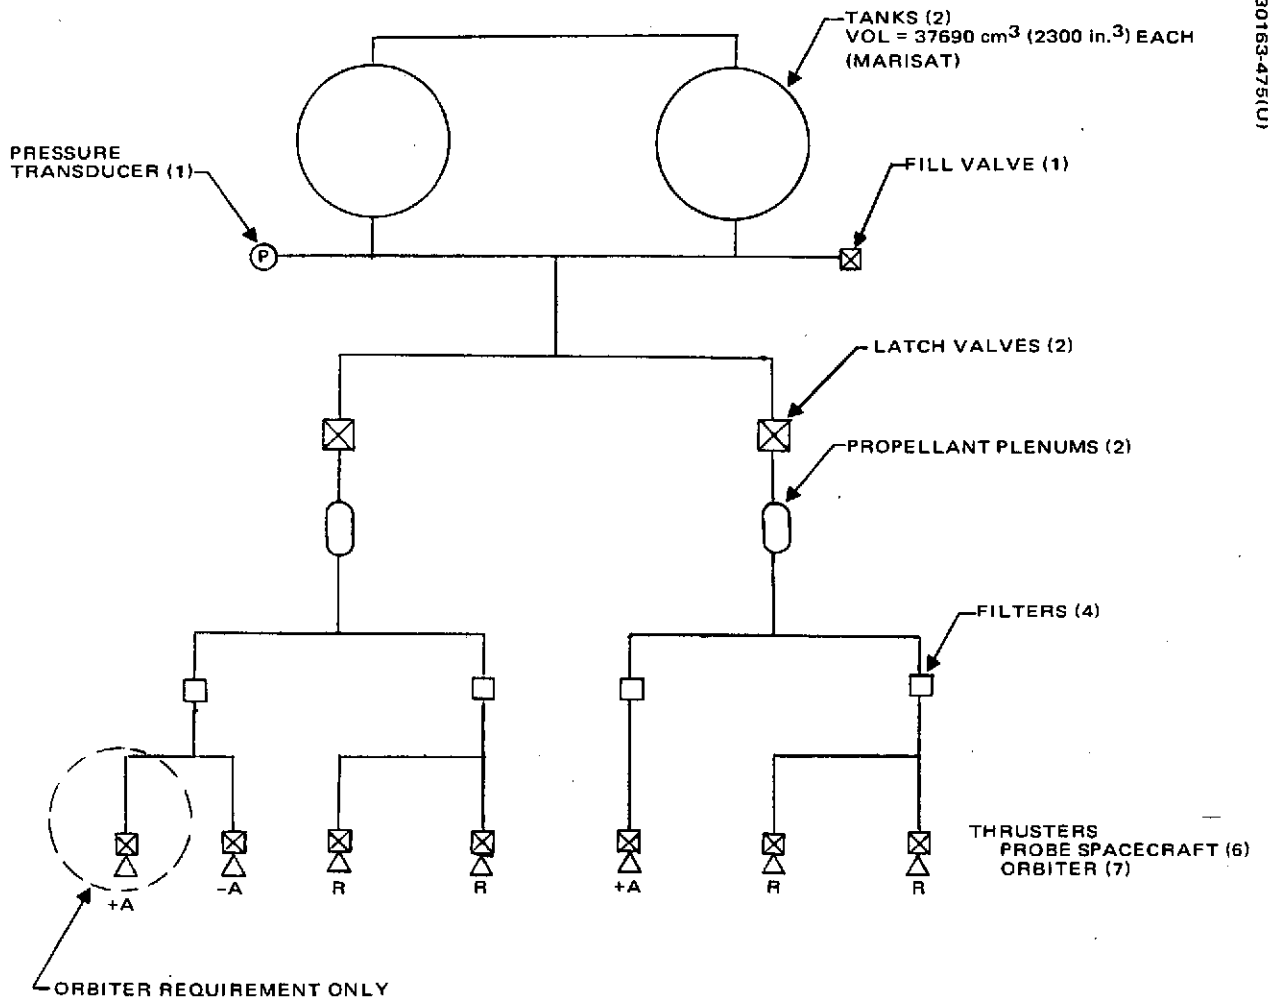 TANKS (2)
VOL = 37690 cm³ (2300 in.³) EACH
(MARISAT)
30163-475(U)
PRESSURE
TRANSDUCER (1)
FILL VALVE (1)
P
LATCH VALVES (2)
PROPELLANT PLENUMS (2)
FILTERS (4)
THRUSTERS
PROBE SPACECRAFT (6)
ORBITER (7)
+A
-A
R
R
+A
R
R
ORBITER REQUIREMENT ONLY